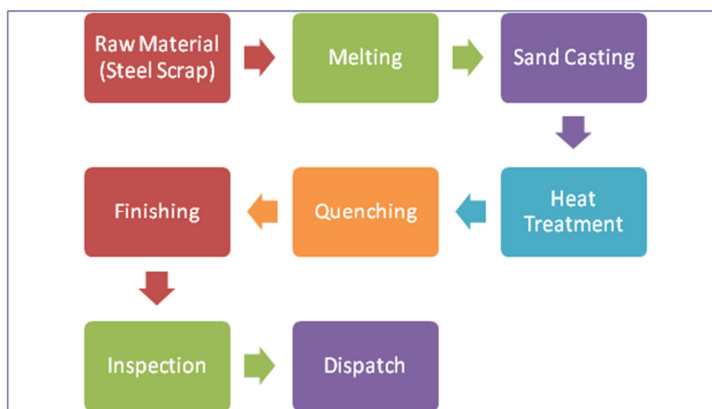 Raw Material
(Steel Scrap)
Melting
Sand Casting
Heat
Treatment
Quenching
Finishing
Inspection
Dispatch